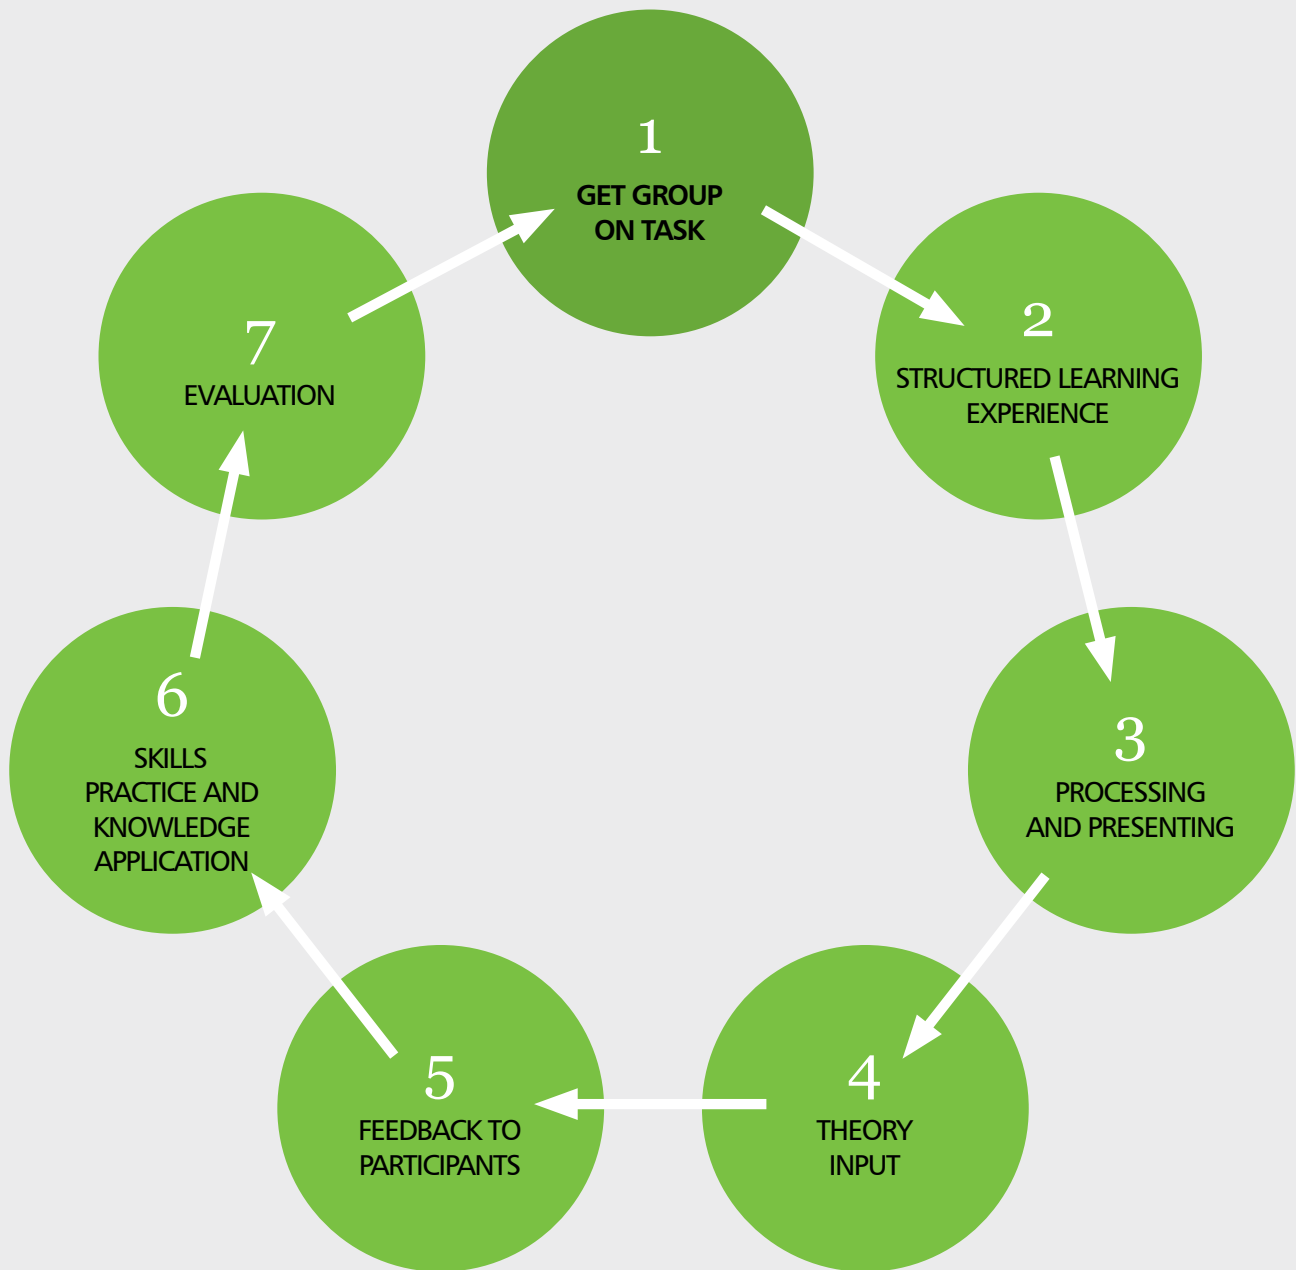 1
GET GROUP
ON TASK
2
STRUCTURED LEARNING
EXPERIENCE
3
PROCESSING
AND PRESENTING
4
THEORY
INPUT
5
FEEDBACK TO
PARTICIPANTS
6
SKILLS
PRACTICE AND
KNOWLEDGE
APPLICATION
7
EVALUATION